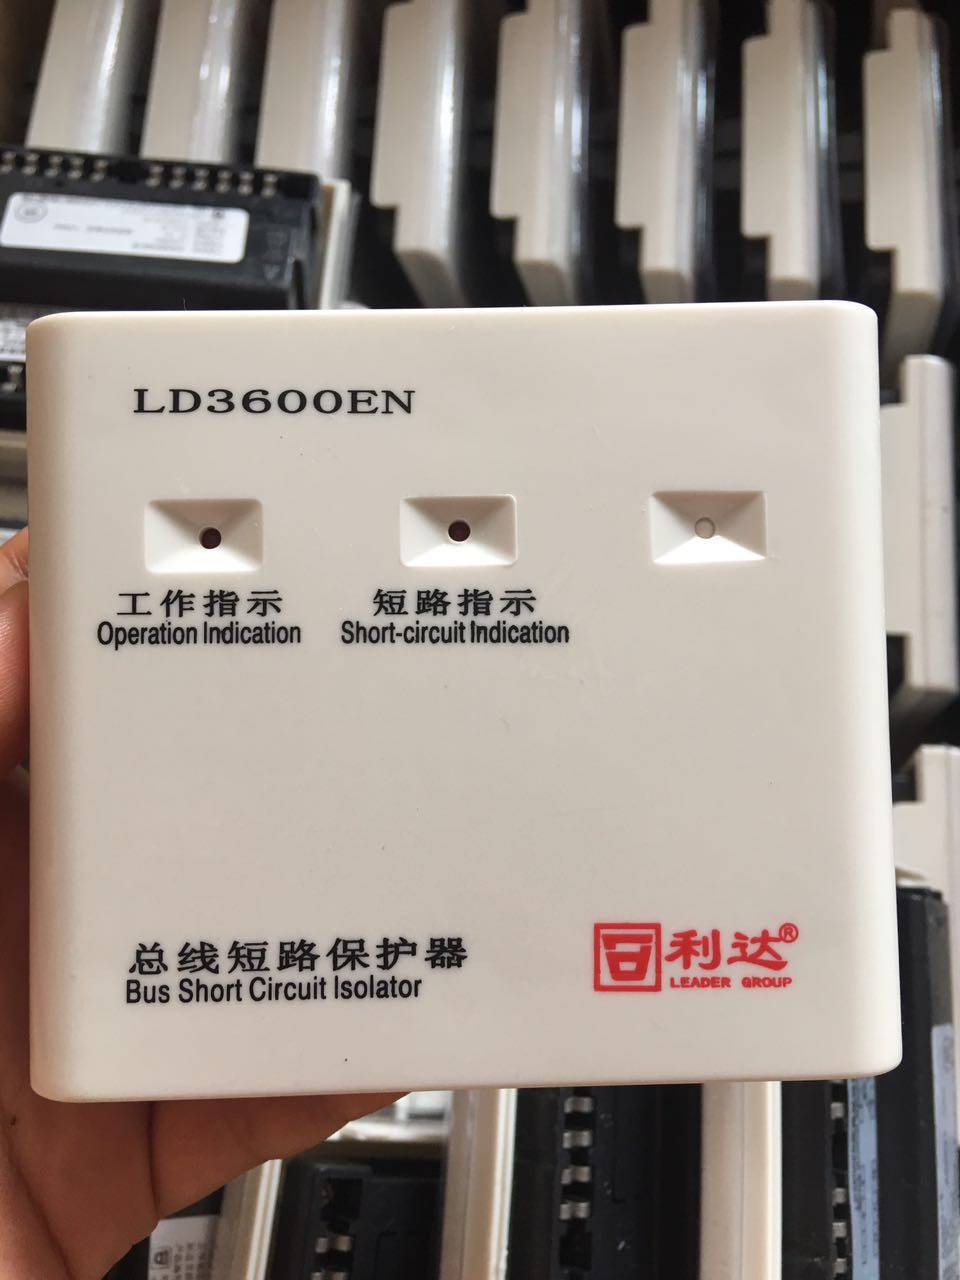 LD3600EN
工作指示
Operation Indication
短路指示
Short-circuit Indication
总线短路保护器
Bus Short Circuit Isolator
利达®
LEADER GROUP